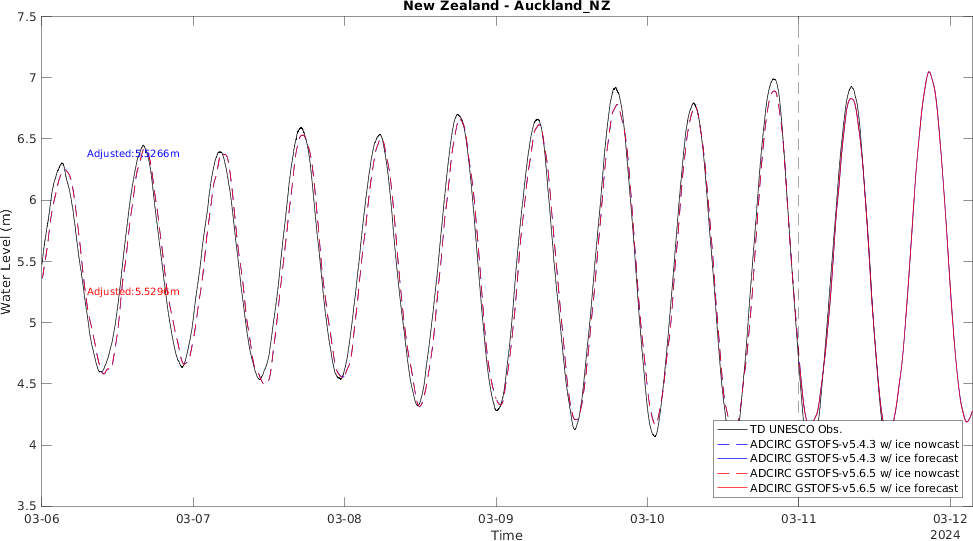 New Zealand - Auckland_NZ
7.5
7
6.5
6
5.5
5
4.5
4
3.5
Water Level (m)
Adjusted:5.5266m
Adjusted:5.5296m
TD UNESCO Obs.
ADCIRC GSTOFS-v5.4.3 w/ ice nowcast
ADCIRC GSTOFS-v5.4.3 w/ ice forecast
ADCIRC GSTOFS-v5.6.5 w/ ice nowcast
ADCIRC GSTOFS-v5.6.5 w/ ice forecast
03-06 03-07 03-08 03-09 03-10 03-11 03-12
Time 2024